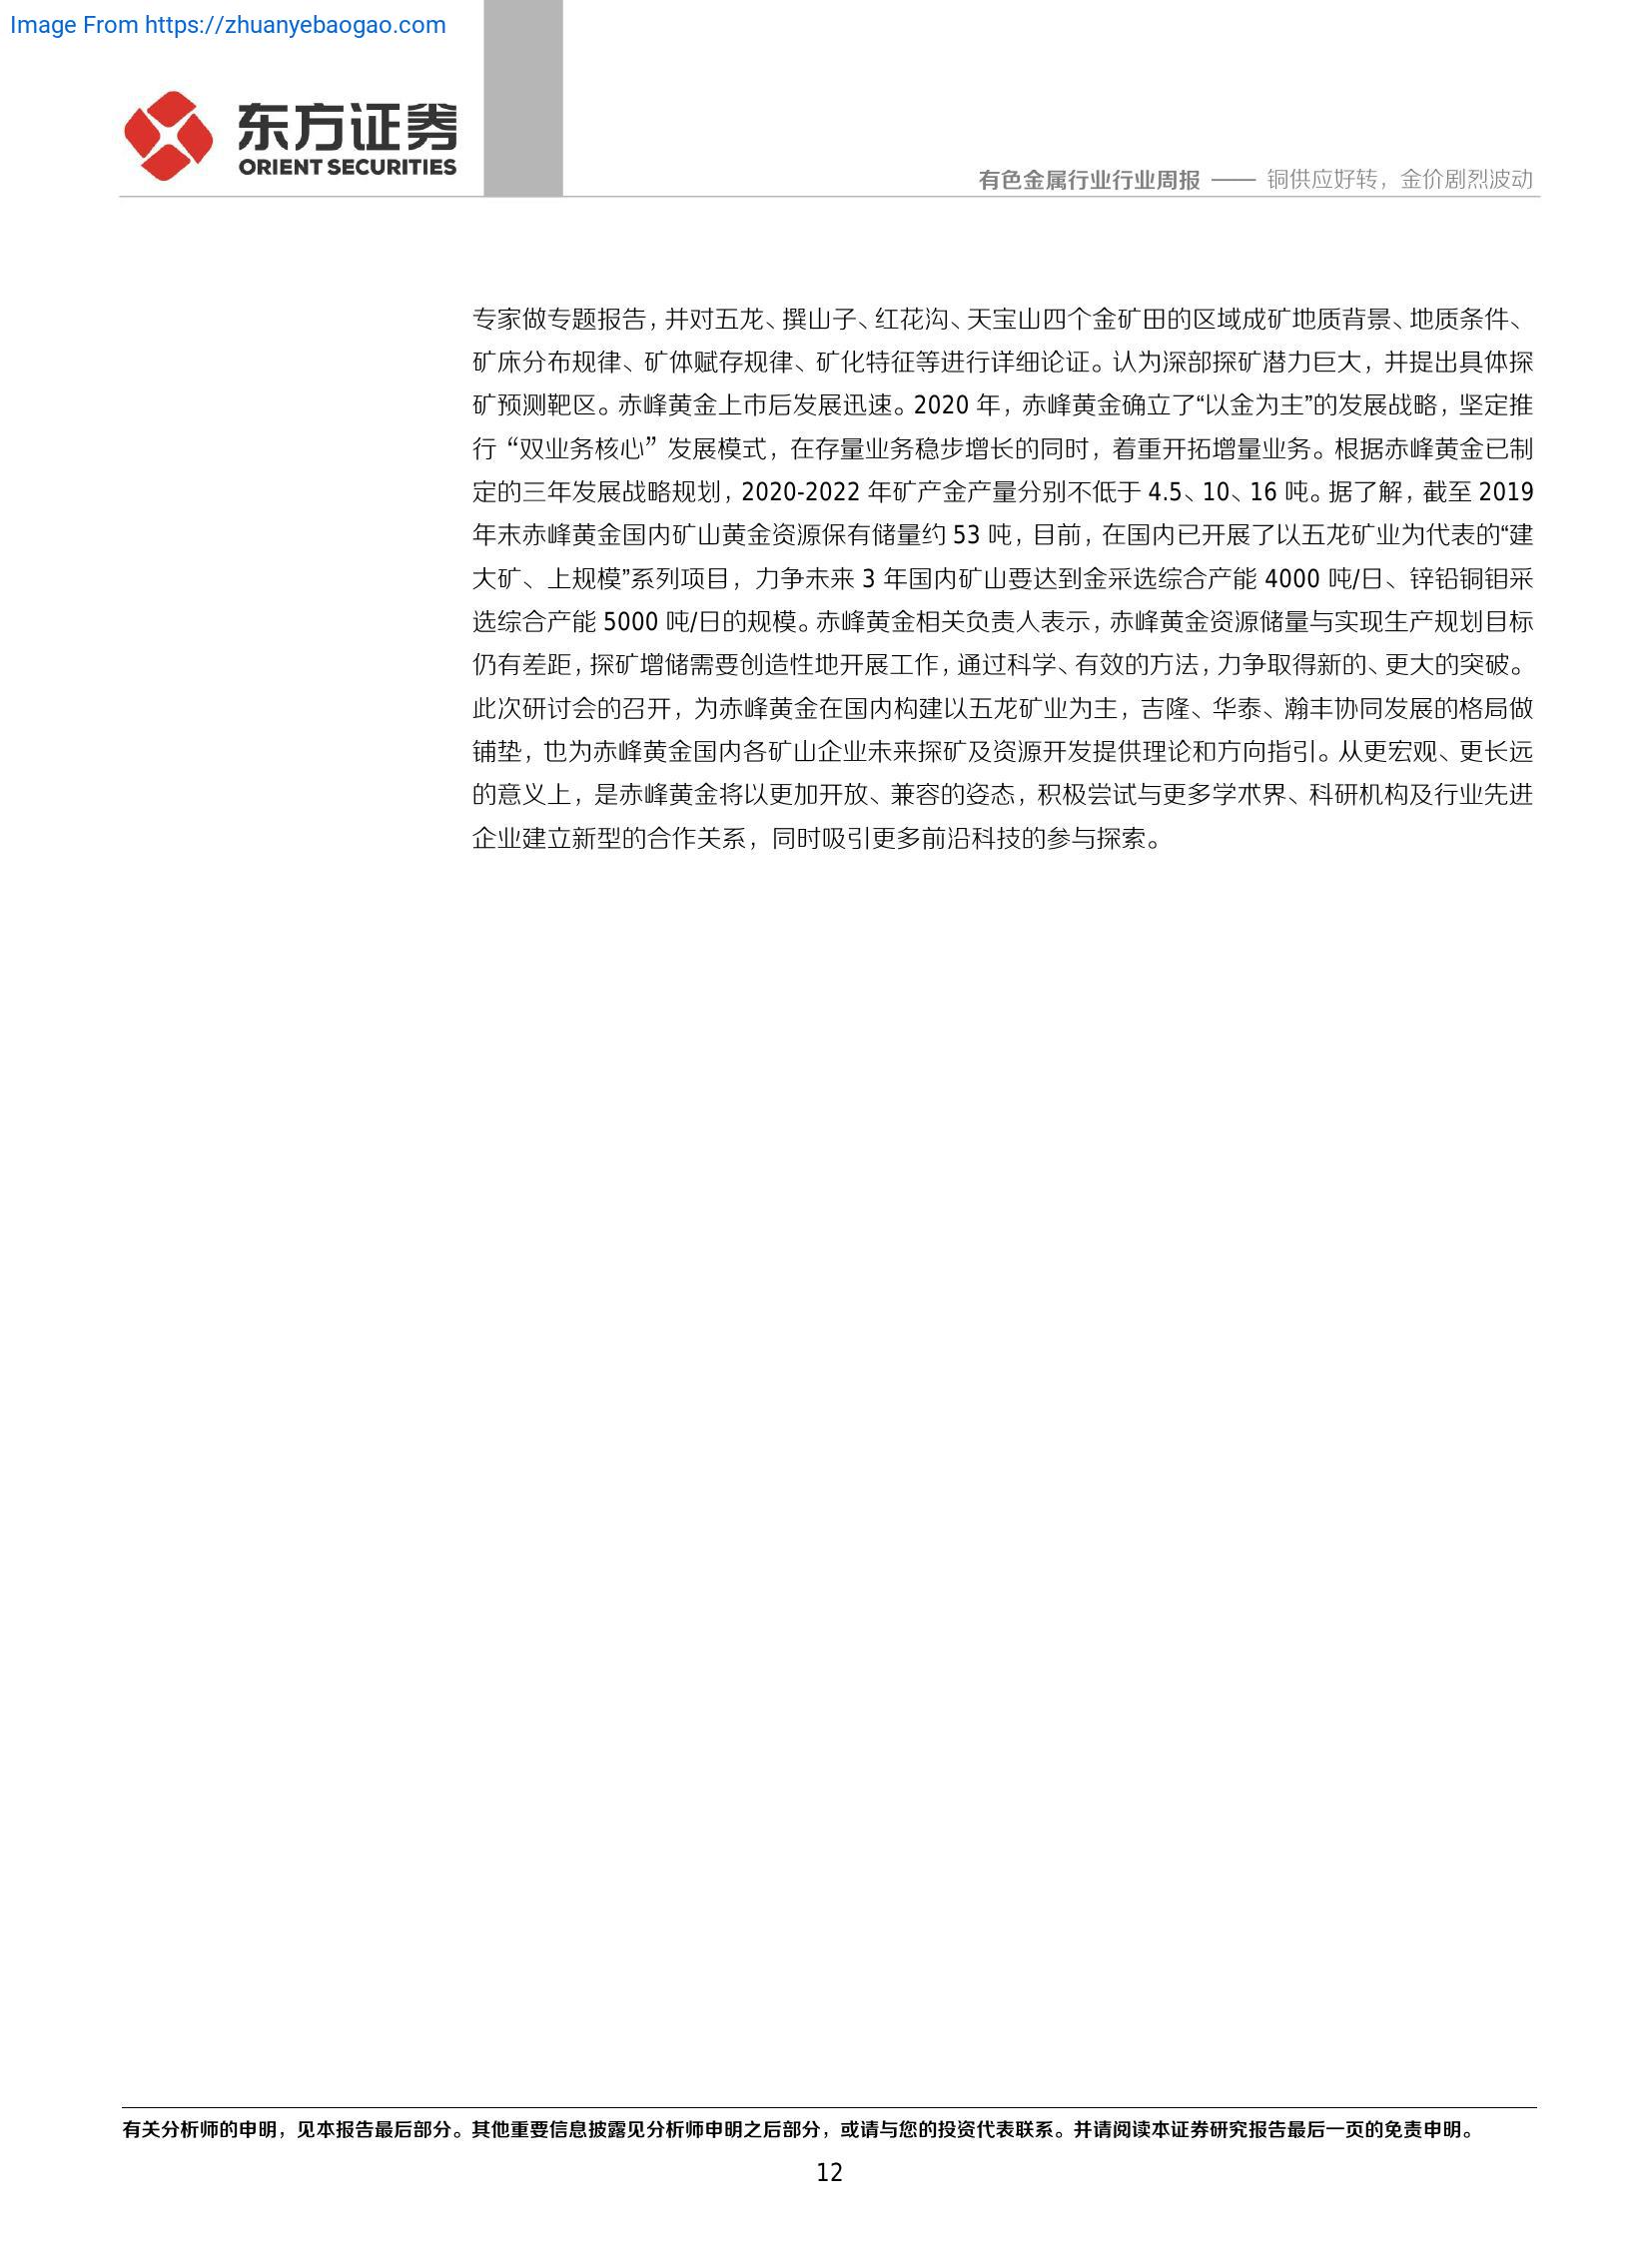 Image From https://zhuanyebaogao.com
东方证券
ORIENT SECURITIES
有色金属行业行业周报 —— 铜供应好转，金价剧烈波动
专家做专题报告，并对五龙、撰山子、红花沟、天宝山四个金矿田的区域成矿地质背景、地质条件、
矿床分布规律、矿体赋存规律、矿化特征等进行详细论证。认为深部探矿潜力巨大，并提出具体探
矿预测靶区。赤峰黄金上市后发展迅速。2020 年，赤峰黄金确立了“以金为主”的发展战略，坚定推
行“双业务核心”发展模式，在存量业务稳步增长的同时，着重开拓增量业务。根据赤峰黄金已制
定的三年发展战略规划，2020-2022 年矿产金产量分别不低于 4.5、10、16 吨。据了解，截至 2019
年末赤峰黄金国内矿山黄金资源保有储量约 53 吨，目前，在国内已开展了以五龙矿业为代表的“建
大矿、上规模”系列项目，力争未来 3 年国内矿山要达到金采选综合产能 4000 吨/日、锌铅铜钼采
选综合产能 5000 吨/日的规模。赤峰黄金相关负责人表示，赤峰黄金资源储量与实现生产规划目标
仍有差距，探矿增储需要创造性地开展工作，通过科学、有效的方法，力争取得新的、更大的突破。
此次研讨会的召开，为赤峰黄金在国内构建以五龙矿业为主，吉隆、华泰、瀚丰协同发展的格局做
铺垫，也为赤峰黄金国内各矿山企业未来探矿及资源开发提供理论和方向指引。从更宏观、更长远
的意义上，是赤峰黄金将以更加开放、兼容的姿态，积极尝试与更多学术界、科研机构及行业先进
企业建立新型的合作关系，同时吸引更多前沿科技的参与探索。
有关分析师的申明，见本报告最后部分。其他重要信息披露见分析师申明之后部分，或请与您的投资代表联系。并请阅读本证券研究报告最后一页的免责申明。
12